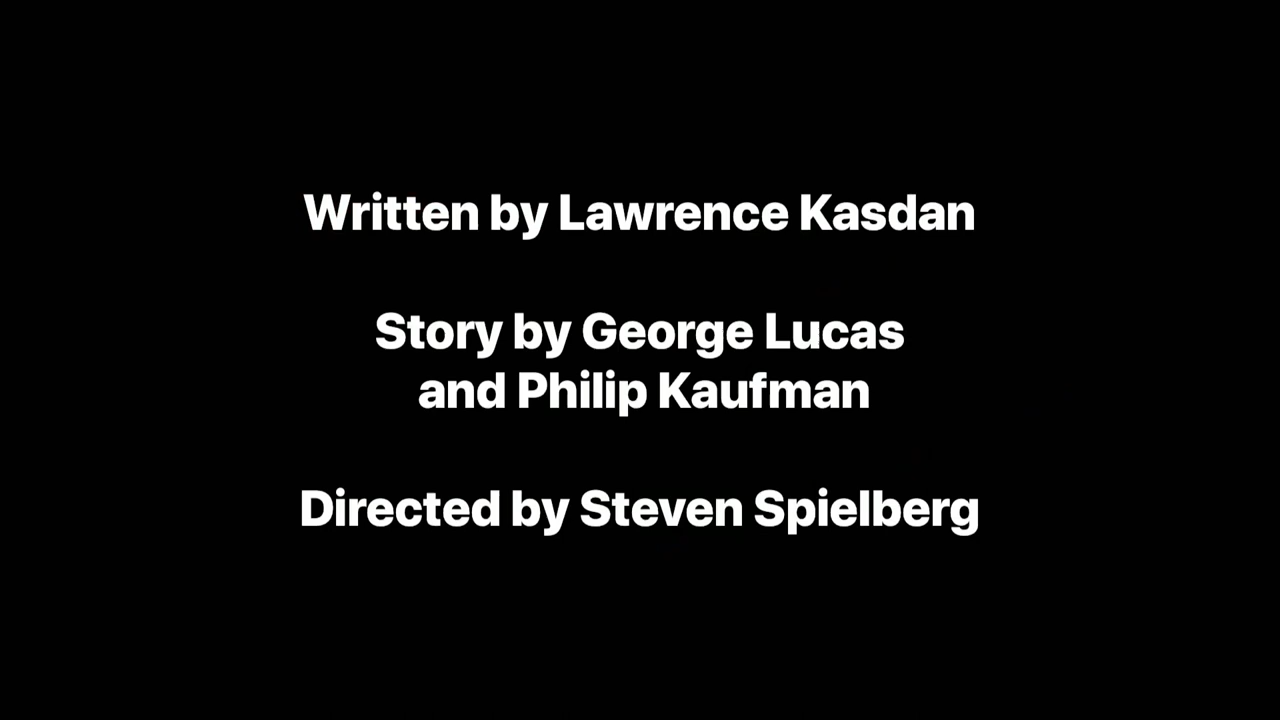 Written by Lawrence Kasdan
Story by George Lucas
and Philip Kaufman
Directed by Steven Spielberg